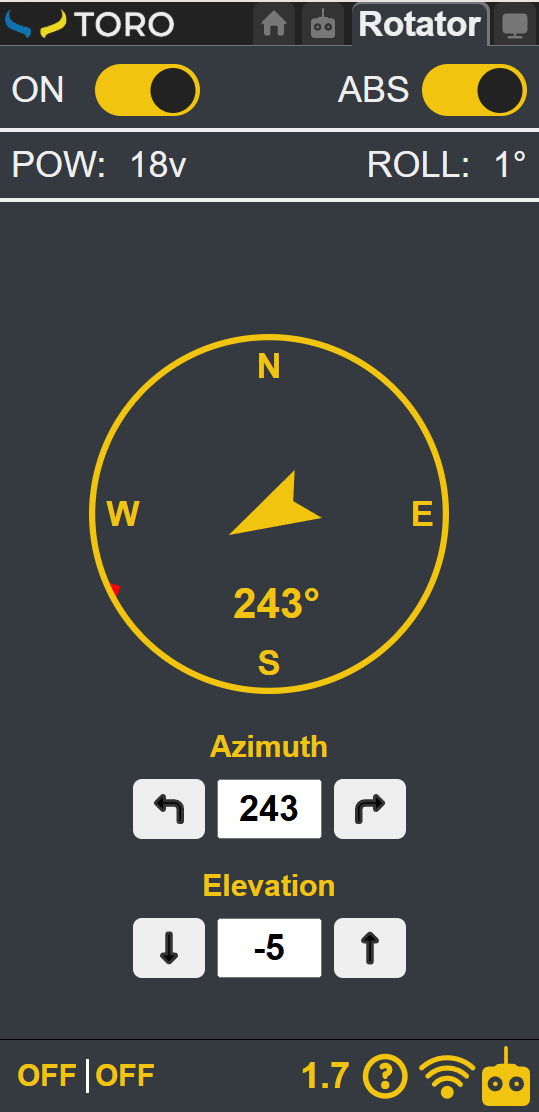 TORO Rotator
ON ABS
POW: 18v ROLL: 1°
N
W E
243°
S
Azimuth
243
Elevation
-5
OFF | OFF 1.7 ?